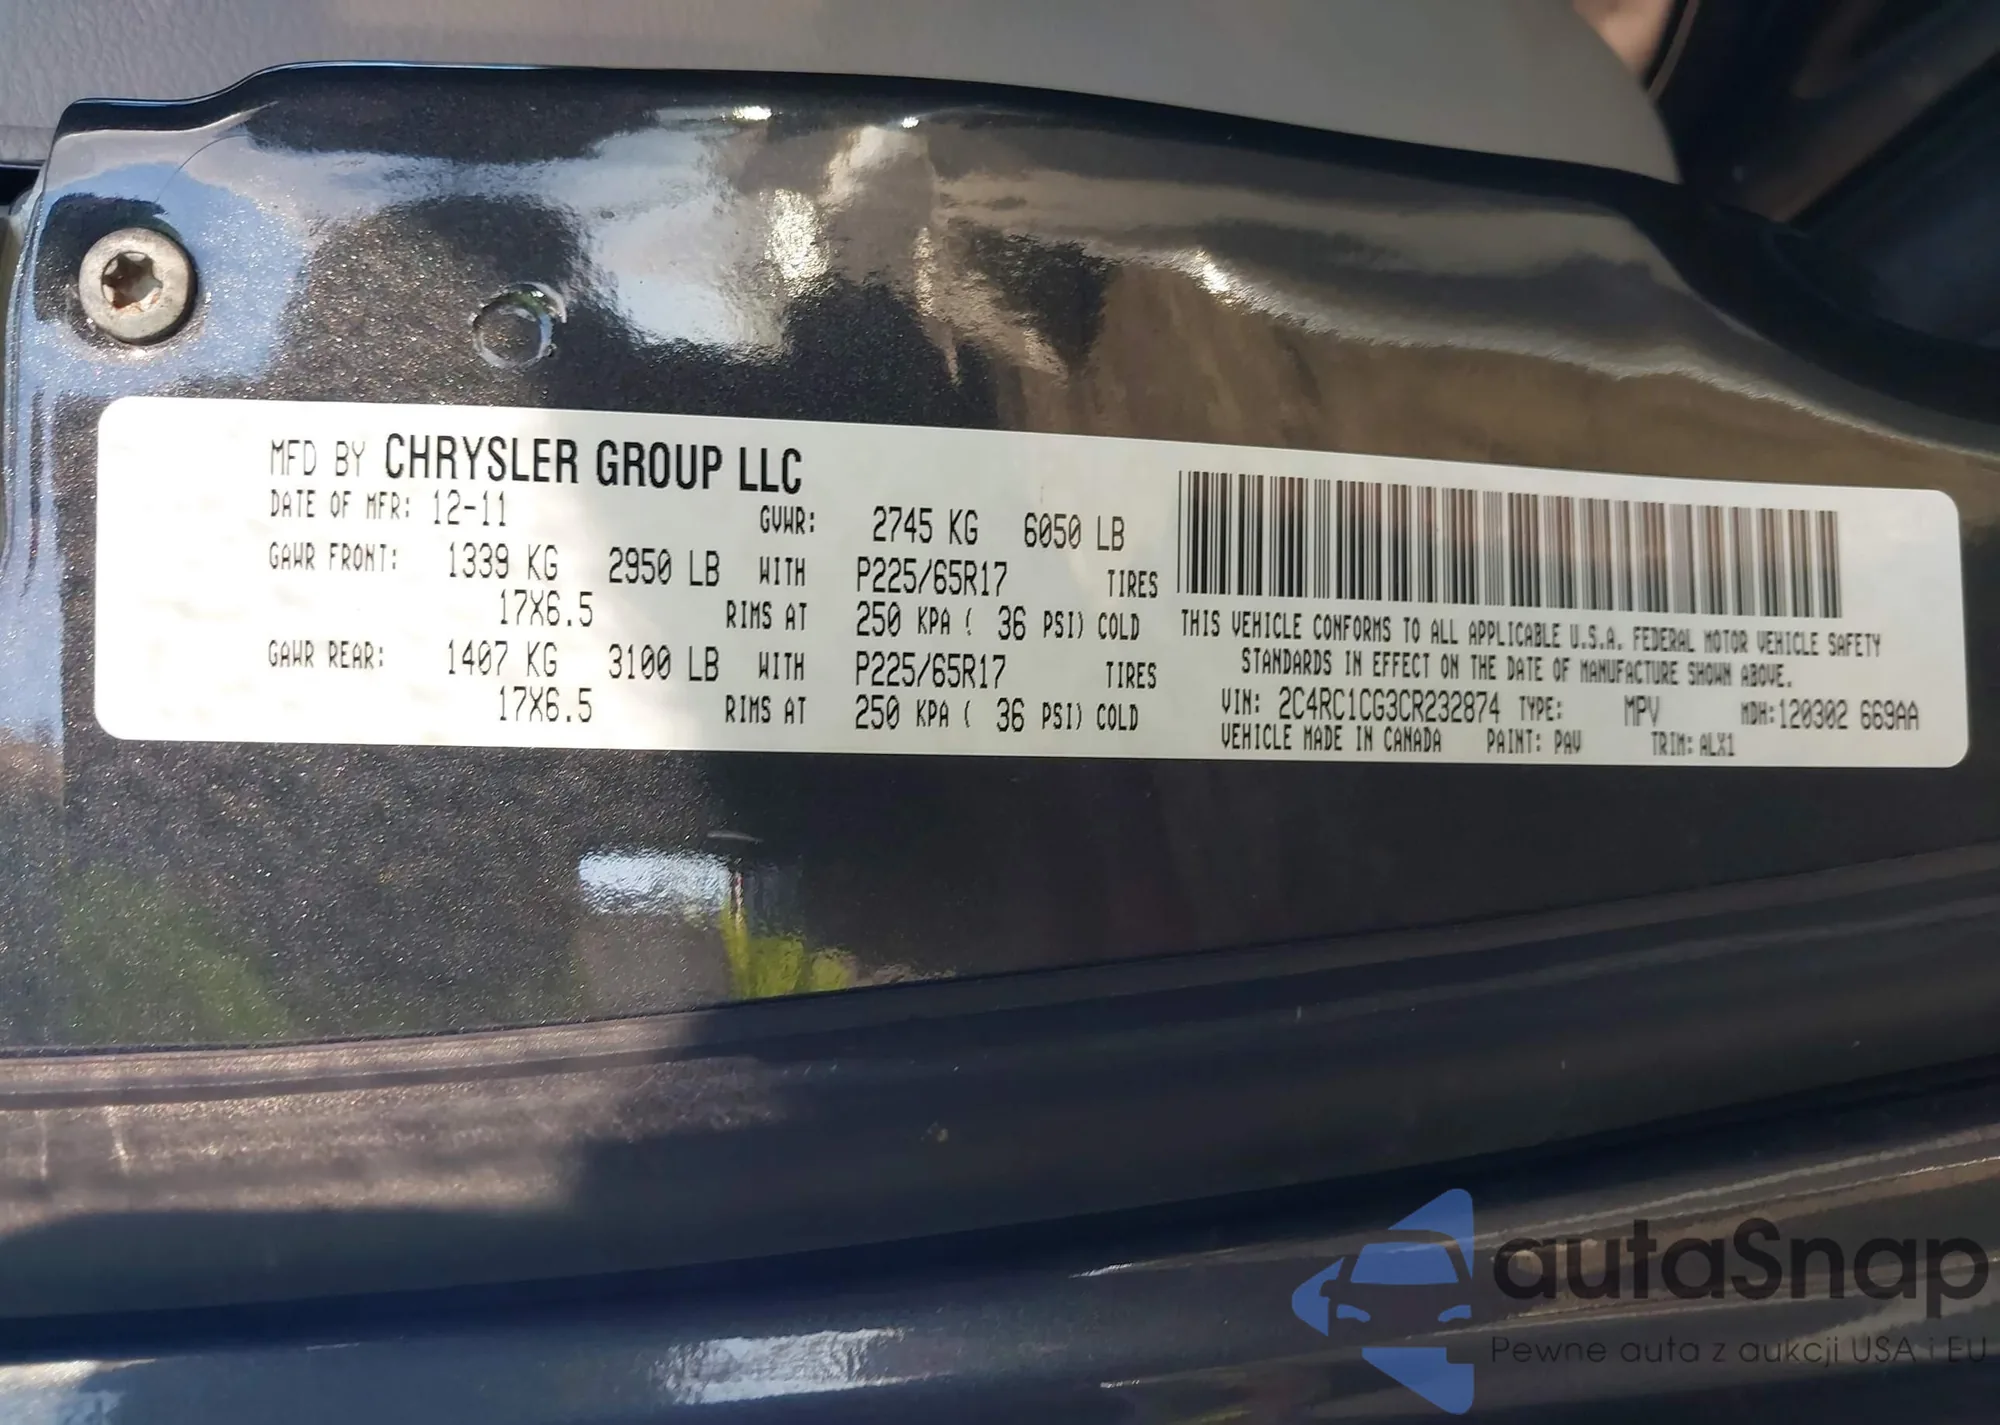 MFD BY CHRYSLER GROUP LLC
DATE OF MFR: 12-11 GVWR: 2745 KG 6050 LB
GAWR FRONT: 1339 KG 2950 LB WITH P225/65R17 TIRES
17X6.5 RIMS AT 250 KPA ( 36 PSI) COLD
GAWR REAR: 1407 KG 3100 LB WITH P225/65R17 TIRES
17X6.5 RIMS AT 250 KPA ( 36 PSI) COLD
THIS VEHICLE CONFORMS TO ALL APPLICABLE U.S.A. FEDERAL MOTOR VEHICLE SAFETY
STANDARDS IN EFFECT ON THE DATE OF MANUFACTURE SHOWN ABOVE.
VIN: 2C4RC1CG3CR232874 TYPE: MPV MDH:120302 669AA
VEHICLE MADE IN CANADA PAINT: PAV TRIM: ALX1
autaSnap
Pewne auta z aukcji USA i EU